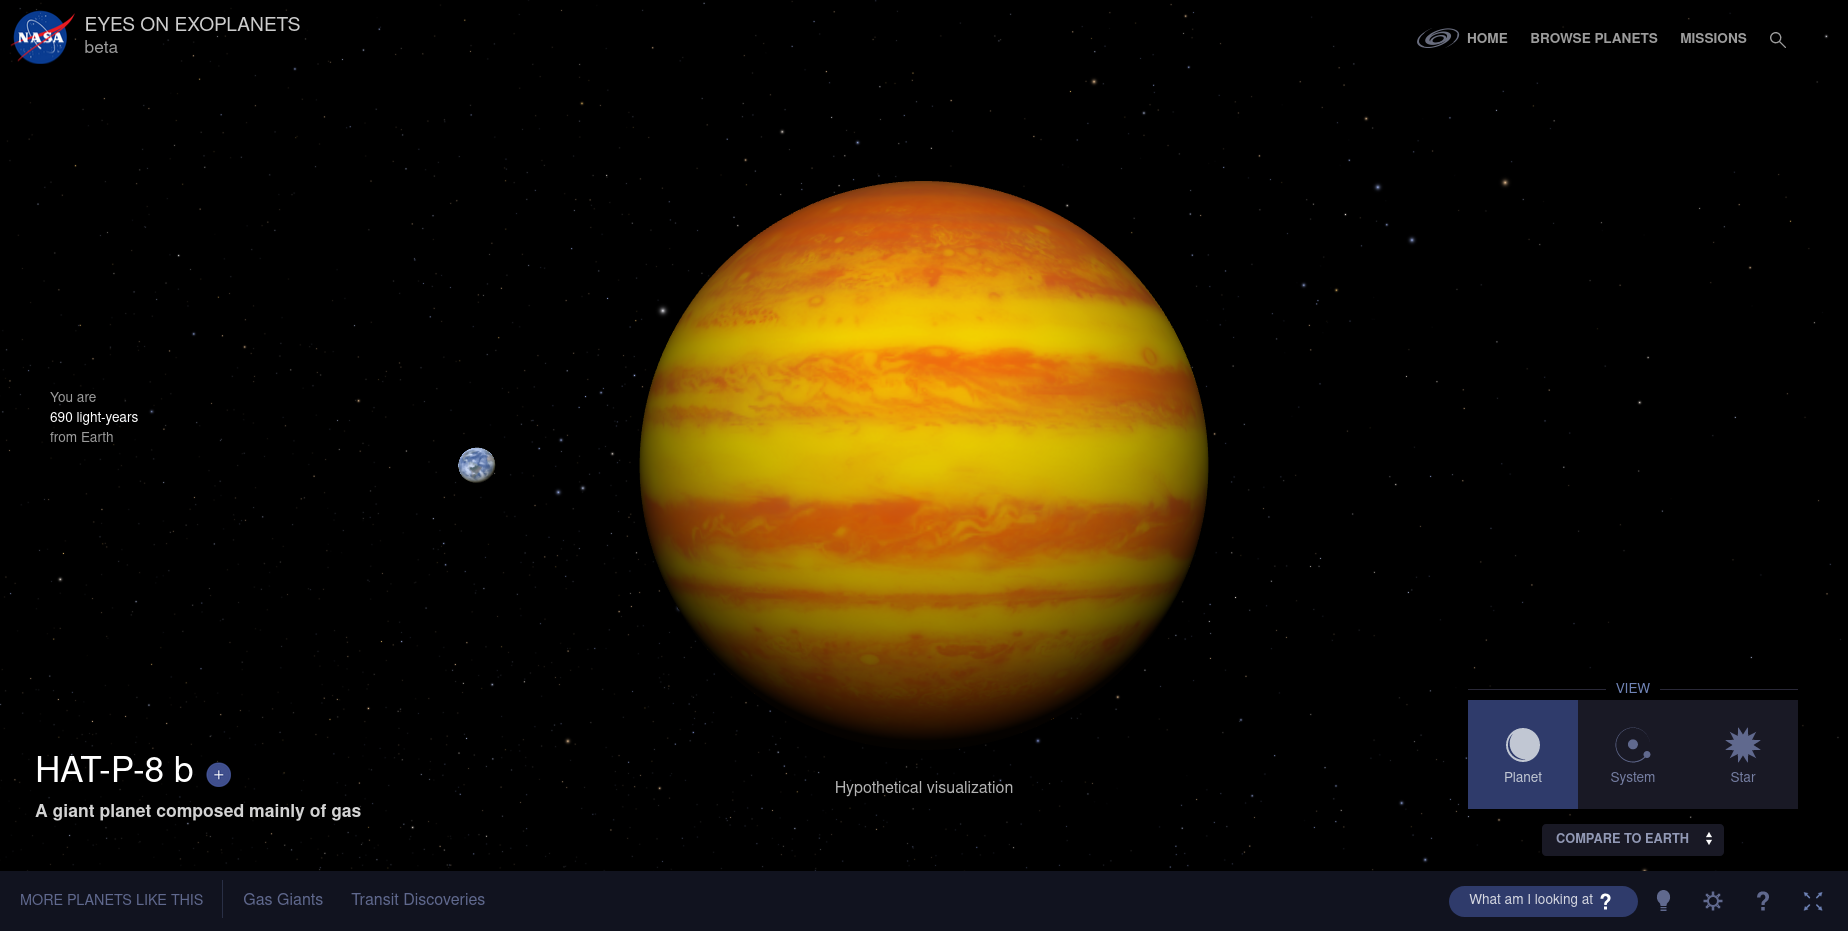 NASA
EYES ON EXOPLANETS
beta
HOME
BROWSE PLANETS
MISSIONS
You are
690 light-years
from Earth
HAT-P-8 b +
A giant planet composed mainly of gas
Hypothetical visualization
VIEW
Planet
System
Star
COMPARE TO EARTH
MORE PLANETS LIKE THIS
Gas Giants
Transit Discoveries
What am I looking at ?
?